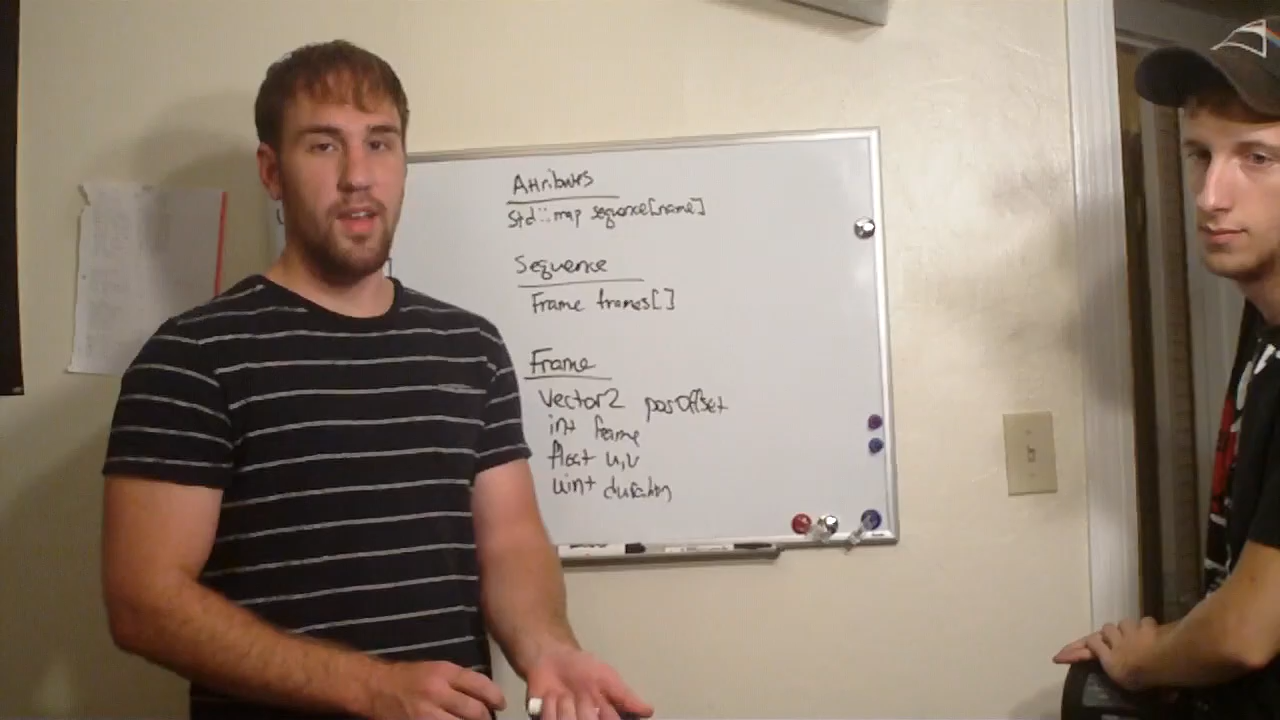 Attributes
std::map sequence[name]
Sequence
Frame frames[]
Frame
Vector2 posOffset
int frame
float u,v
uint duration